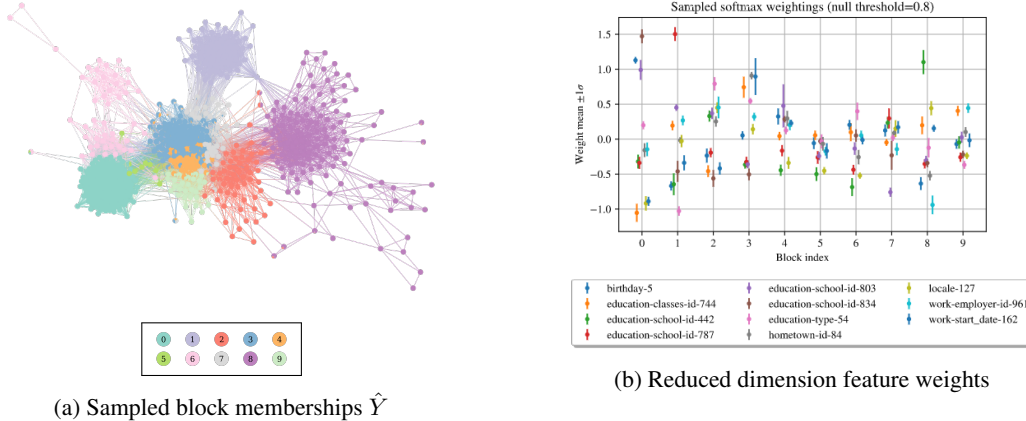 Sampled softmax weightings (null threshold=0.8)
Weight mean ±1σ
1.5
1.0
0.5
0.0
−0.5
−1.0
0 1 2 3 4 5 6 7 8 9
Block index
0 1 2 3 4
5 6 7 8 9
birthday-5
education-classes-id-744
education-school-id-442
education-school-id-787
education-school-id-803
education-school-id-834
education-type-54
hometown-id-84
locale-127
work-employer-id-961
work-start_date-162
(a) Sampled block memberships Ŷ
(b) Reduced dimension feature weights